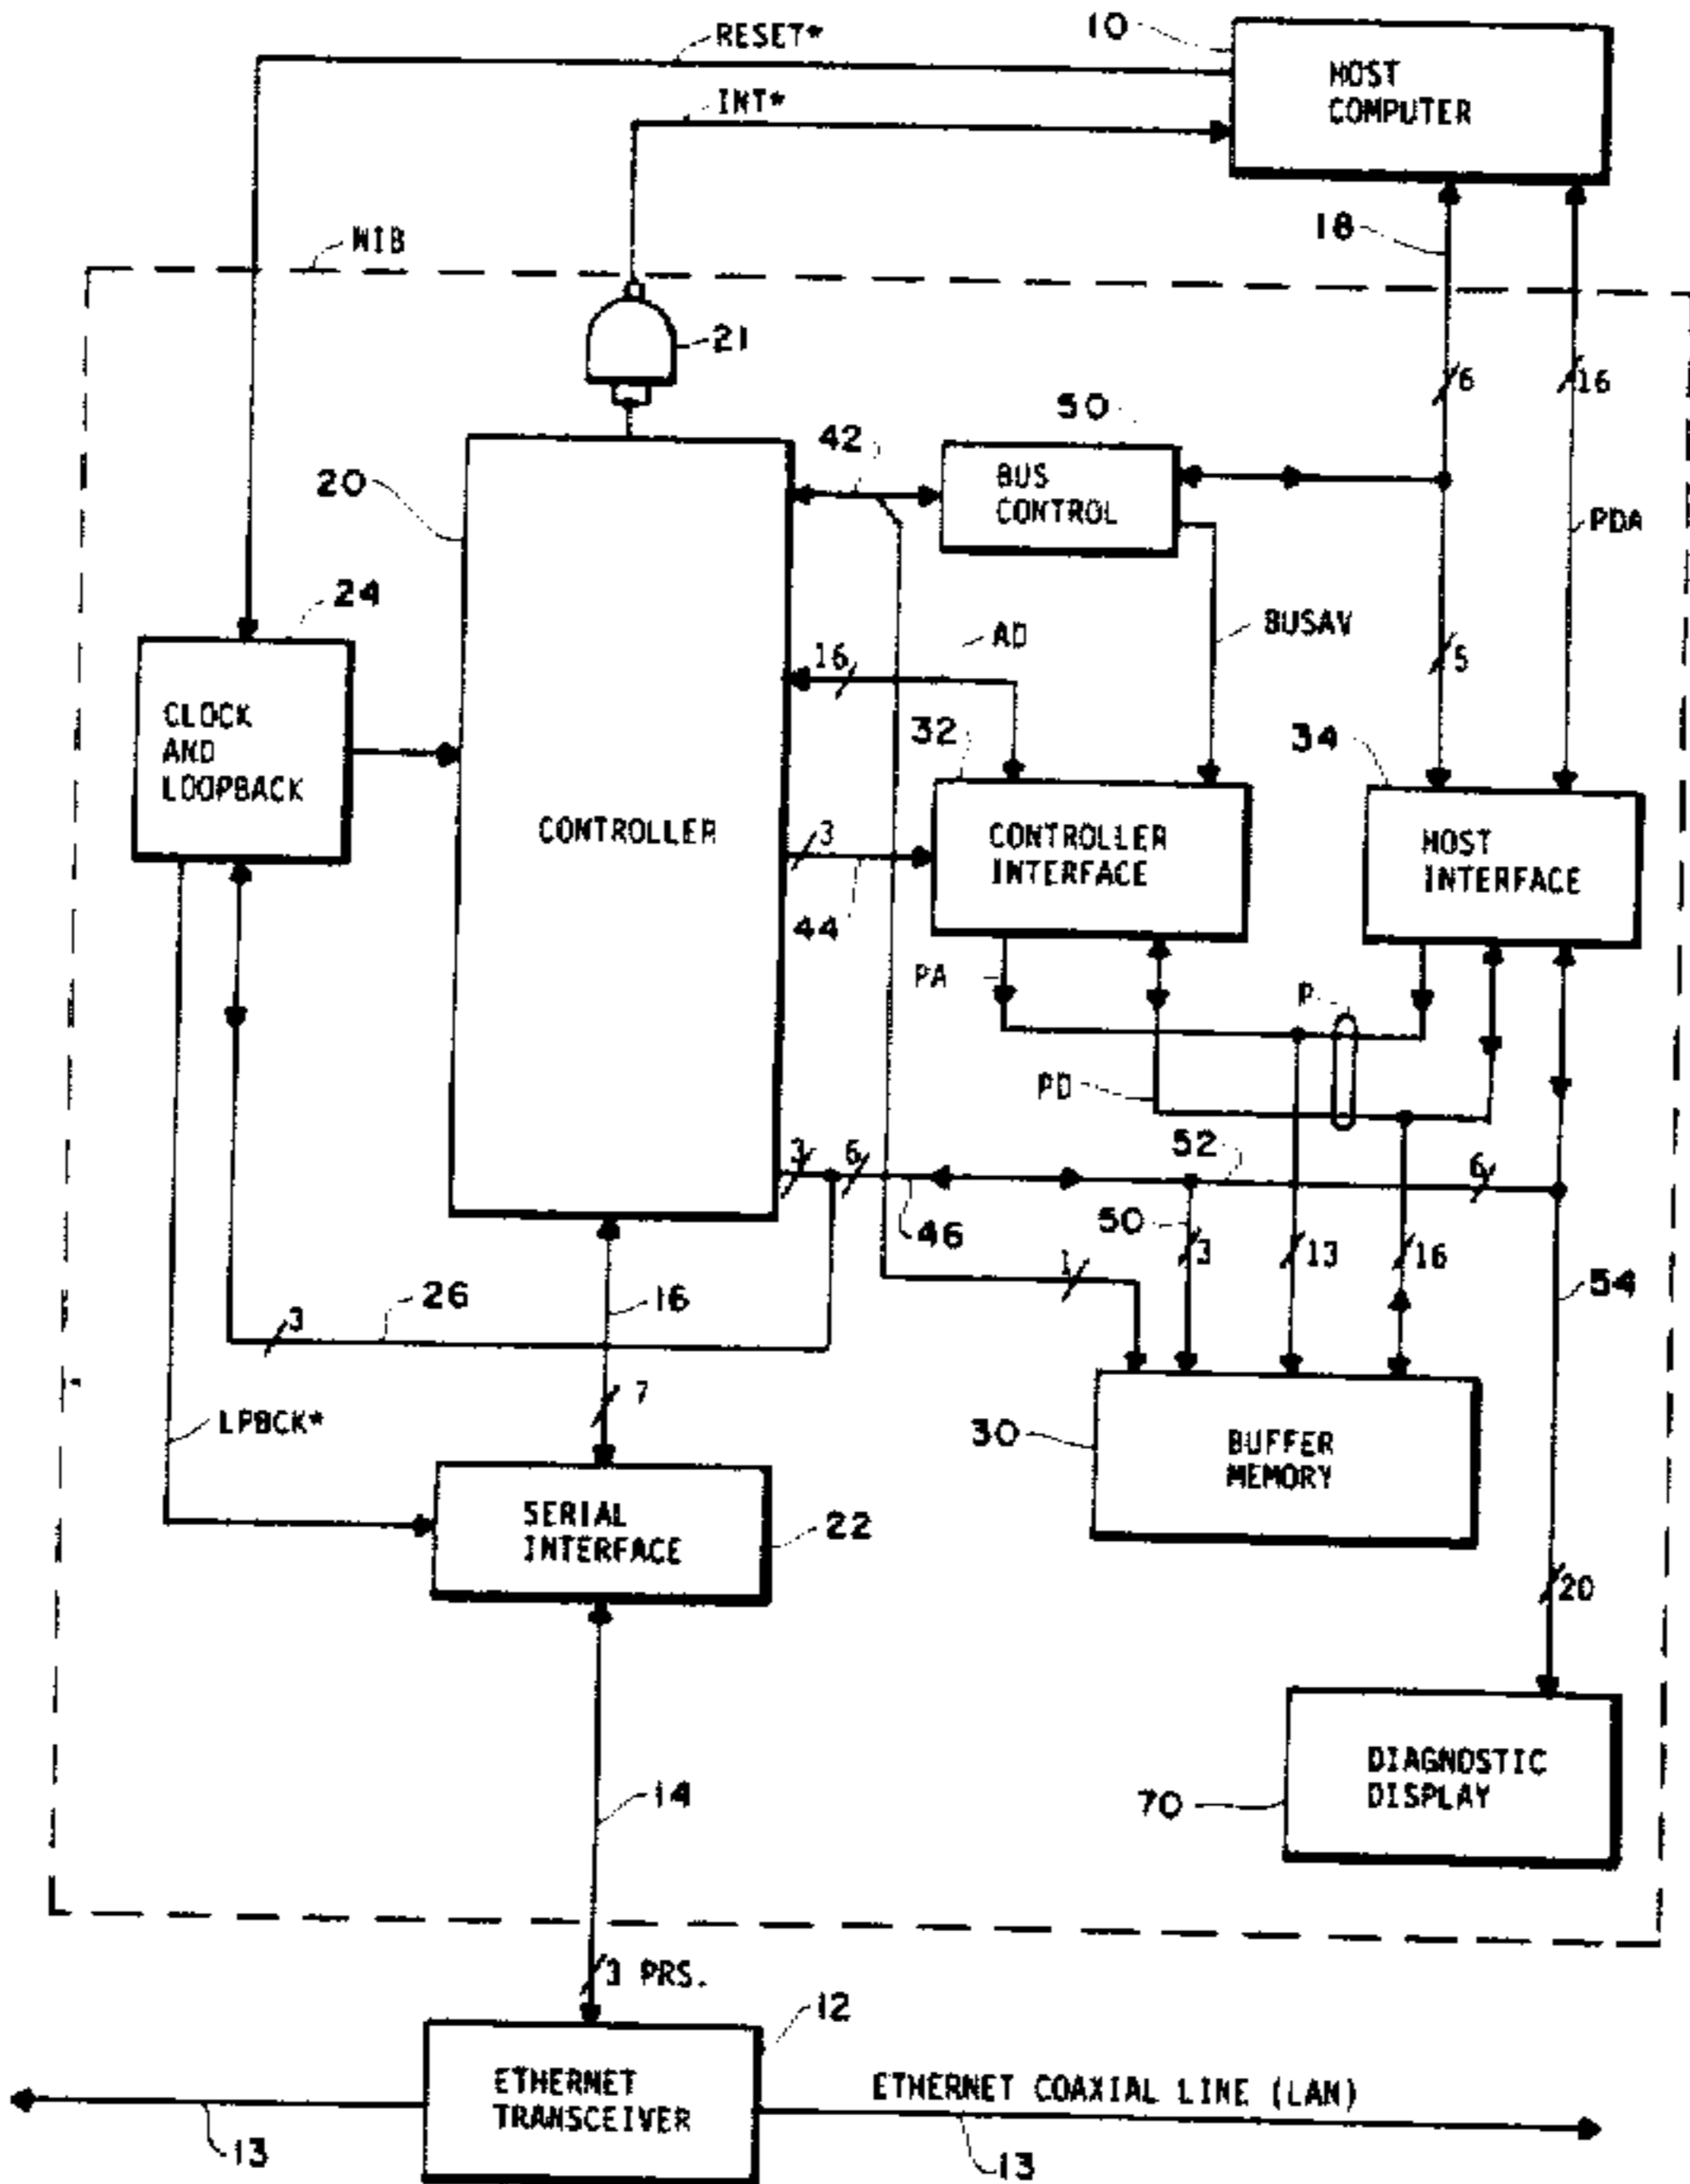 RESET*
10
HOST
COMPUTER
INT*
18
NIB
21
6
16
50
42
BUS
CONTROL
20
PDA
24
AD
BUSAV
16
5
CLOCK
AND
LOOPBACK
32
34
CONTROLLER
3
CONTROLLER
INTERFACE
HOST
INTERFACE
44
PA
P
PD
3
6
52
6
46
50
3
13
16
1
54
26
16
3
7
LPBCK*
30
BUFFER
MEMORY
SERIAL
INTERFACE
22
20
14
70
DIAGNOSTIC
DISPLAY
3 PRS.
12
ETHERNET
TRANSCEIVER
ETHERNET COAXIAL LINE (LAN)
13
13